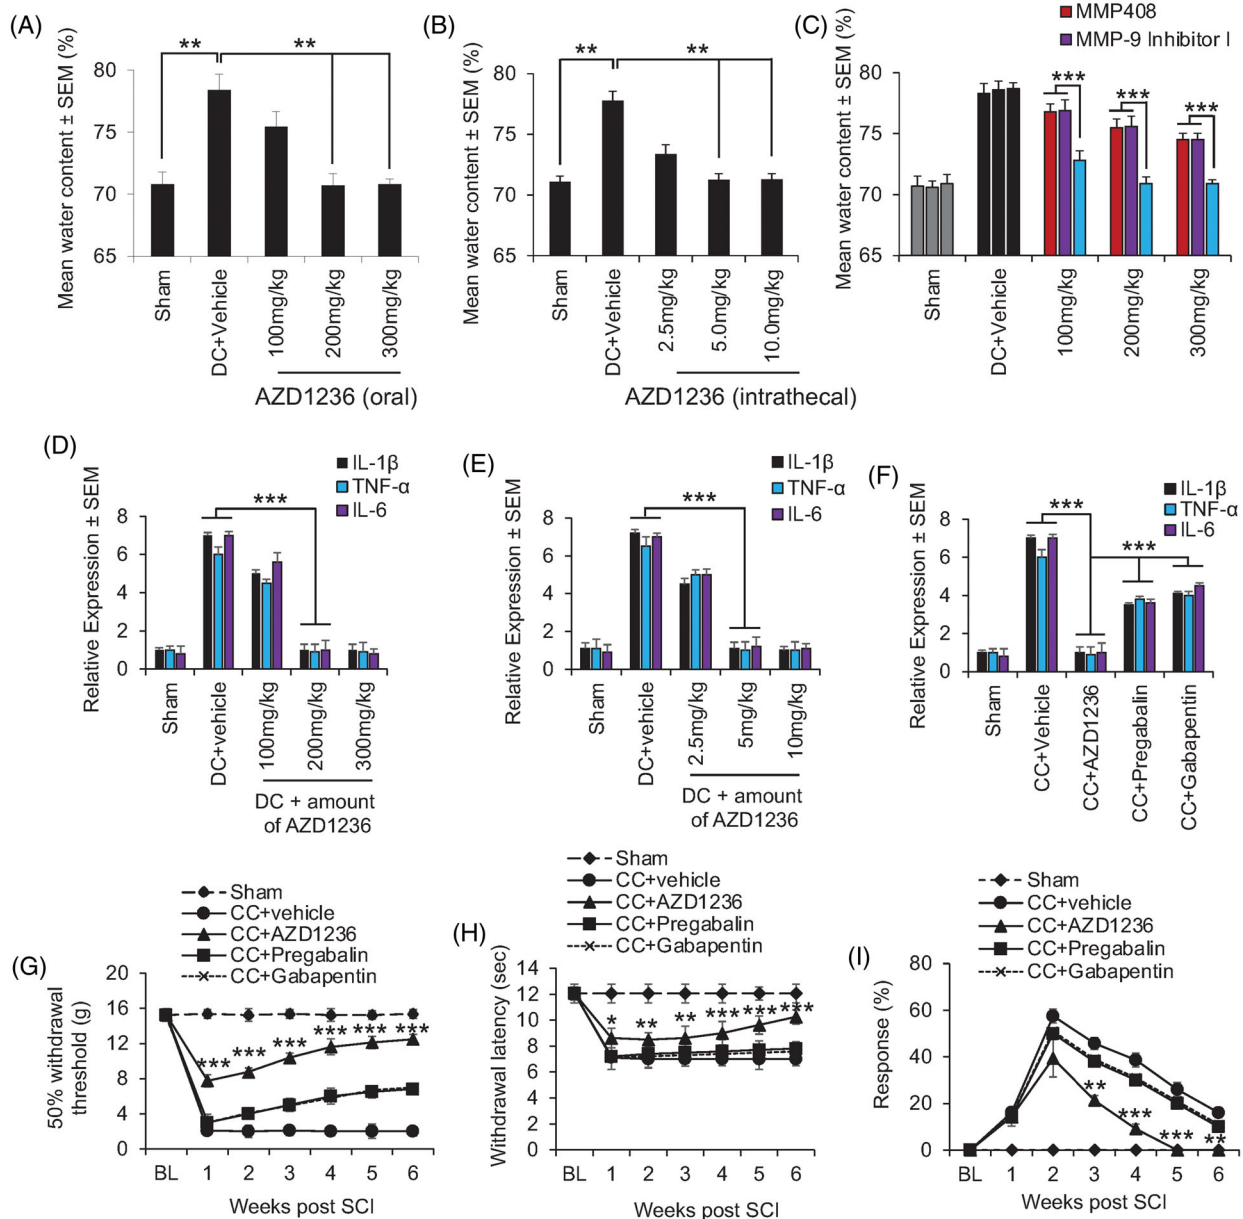 (A)
Mean water content ± SEM (%)
80
75
70
65
** **
Sham
DC+Vehicle
100mg/kg
200mg/kg
300mg/kg
AZD1236 (oral)
(B)
Mean water content ± SEM (%)
80
75
70
65
** **
Sham
DC+Vehicle
2.5mg/kg
5.0mg/kg
10.0mg/kg
AZD1236 (intrathecal)
(C)
MMP408
MMP-9 Inhibitor I
Mean water content ± SEM (%)
80
75
70
65
*** *** ***
Sham
DC+Vehicle
100mg/kg
200mg/kg
300mg/kg
(D)
IL-1β
TNF-α
IL-6
Relative Expression ± SEM
8
6
4
2
0
***
Sham
DC+vehicle
100mg/kg
200mg/kg
300mg/kg
DC + amount
of AZD1236
(E)
IL-1β
TNF-α
IL-6
Relative Expression ± SEM
8
6
4
2
0
***
Sham
DC+vehicle
2.5mg/kg
5mg/kg
10mg/kg
DC + amount
of AZD1236
(F)
IL-1β
TNF-α
IL-6
Relative Expression ± SEM
8
6
4
2
0
*** ***
Sham
CC+Vehicle
CC+AZD1236
CC+Pregabalin
CC+Gabapentin
(G)
Sham
CC+vehicle
CC+AZD1236
CC+Pregabalin
CC+Gabapentin
50% withdrawal
threshold (g)
20
16
12
8
4
0
*** *** *** *** *** ***
BL 1 2 3 4 5 6
Weeks post SCI
(H)
Sham
CC+vehicle
CC+AZD1236
CC+Pregabalin
CC+Gabapentin
Withdrawal latency (sec)
14
12
10
8
6
4
2
0
* ** ** *** *** ***
BL 1 2 3 4 5 6
Weeks post SCI
(I)
Sham
CC+vehicle
CC+AZD1236
CC+Pregabalin
CC+Gabapentin
Response (%)
80
60
40
20
0
** *** *** **
BL 1 2 3 4 5 6
Weeks post SCI